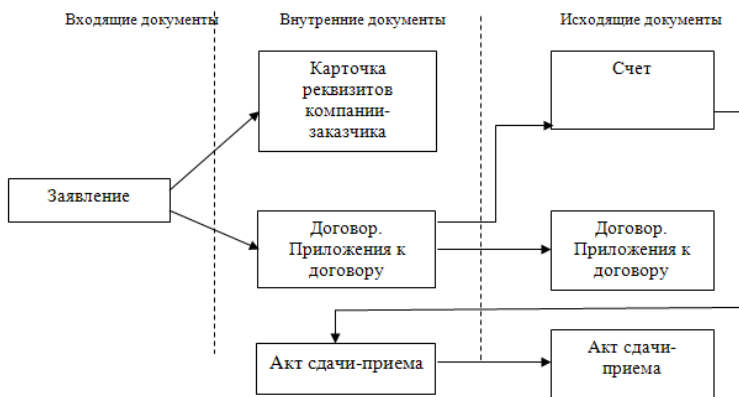 Входящие документы
Внутренние документы
Исходящие документы
Карточка
реквизитов
компании-
заказчика
Счет
Заявление
Договор.
Приложения к
договору
Договор.
Приложения к
договору
Акт сдачи-приема
Акт сдачи-
приема